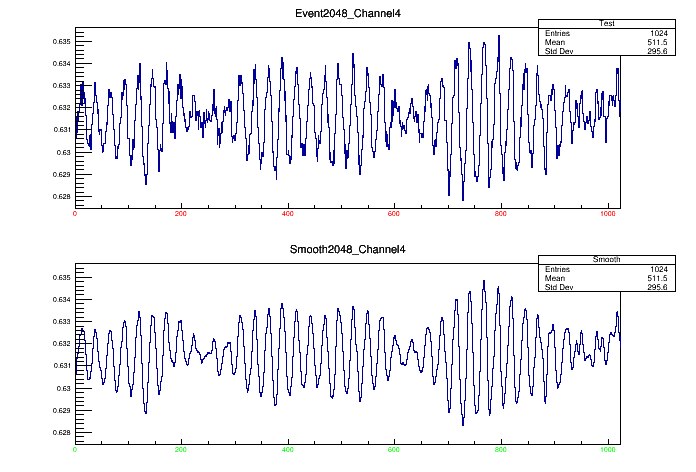 Event2048_Channel4
Test
Entries 1024
Mean 511.5
Std Dev 295.6
0.635
0.634
0.633
0.632
0.631
0.63
0.629
0.628
0 200 400 600 800 1000
Smooth2048_Channel4
Smooth
Entries 1024
Mean 511.5
Std Dev 295.6
0.635
0.634
0.633
0.632
0.631
0.63
0.629
0.628
0 200 400 600 800 1000